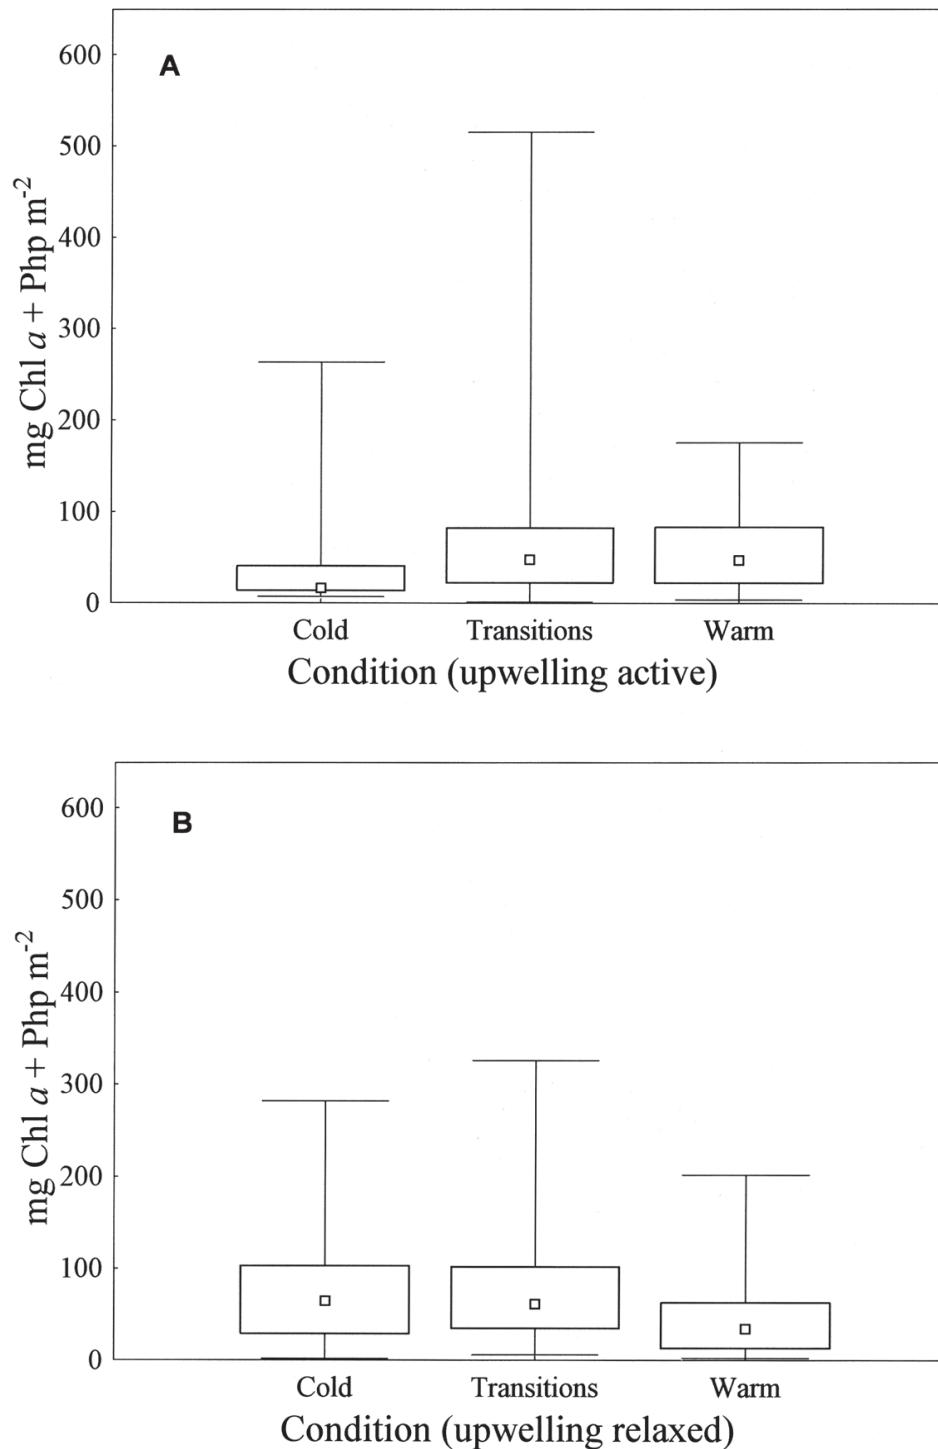 A
600
500
400
300
200
100
0
mg Chl a + Php m-2
Cold Transitions Warm
Condition (upwelling active)
B
600
500
400
300
200
100
0
mg Chl a + Php m-2
Cold Transitions Warm
Condition (upwelling relaxed)